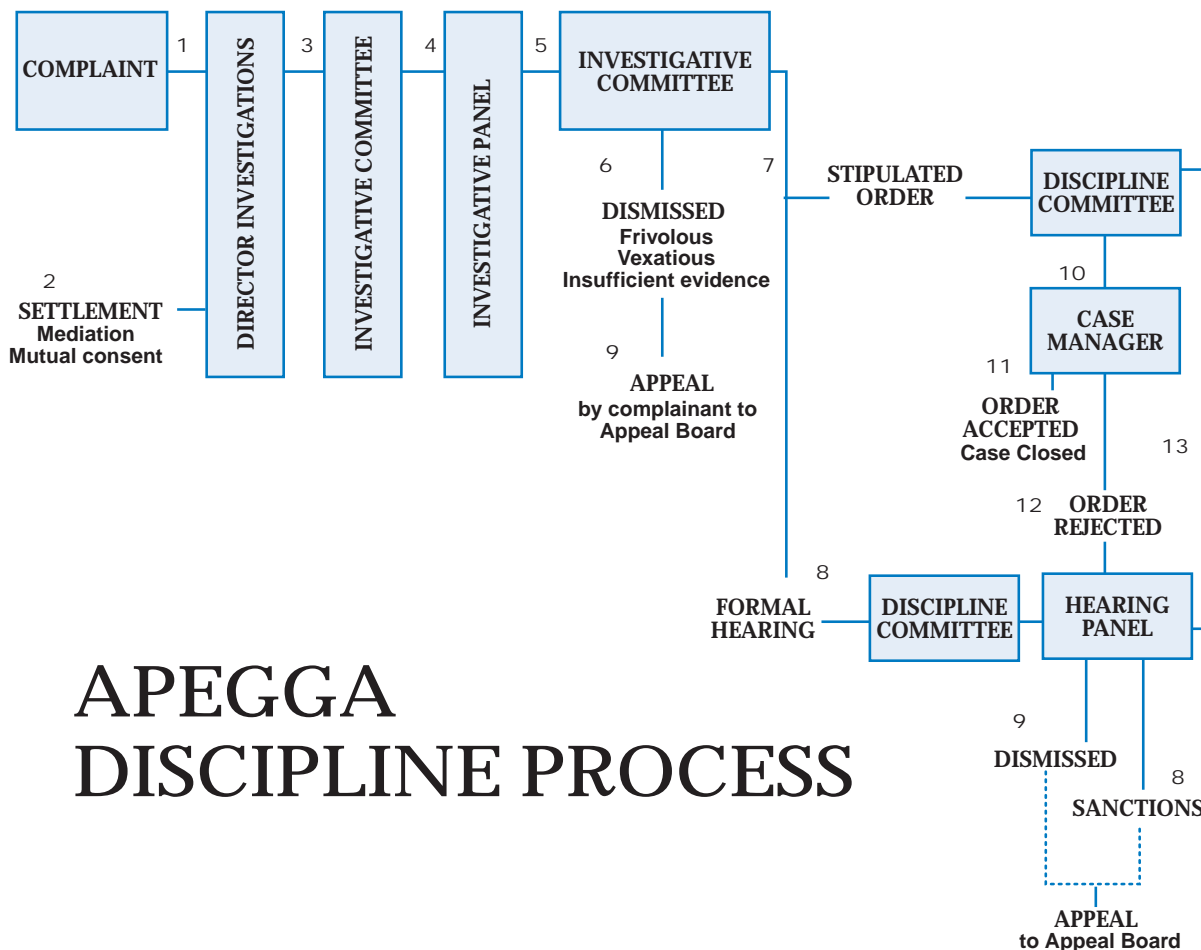 COMPLAINT
1
DIRECTOR INVESTIGATIONS
3
INVESTIGATIVE COMMITTEE
4
INVESTIGATIVE PANEL
5
INVESTIGATIVE
COMMITTEE
2
SETTLEMENT
Mediation
Mutual consent
6
DISMISSED
Frivolous
Vexatious
Insufficient evidence
9
APPEAL
by complainant to
Appeal Board
7
STIPULATED
ORDER
DISCIPLINE
COMMITTEE
10
CASE
MANAGER
11
ORDER
ACCEPTED
Case Closed
13
12
ORDER
REJECTED
8
FORMAL
HEARING
DISCIPLINE
COMMITTEE
HEARING
PANEL
9
DISMISSED
8
SANCTIONS
APPEAL
to Appeal Board
APEGGA
DISCIPLINE PROCESS